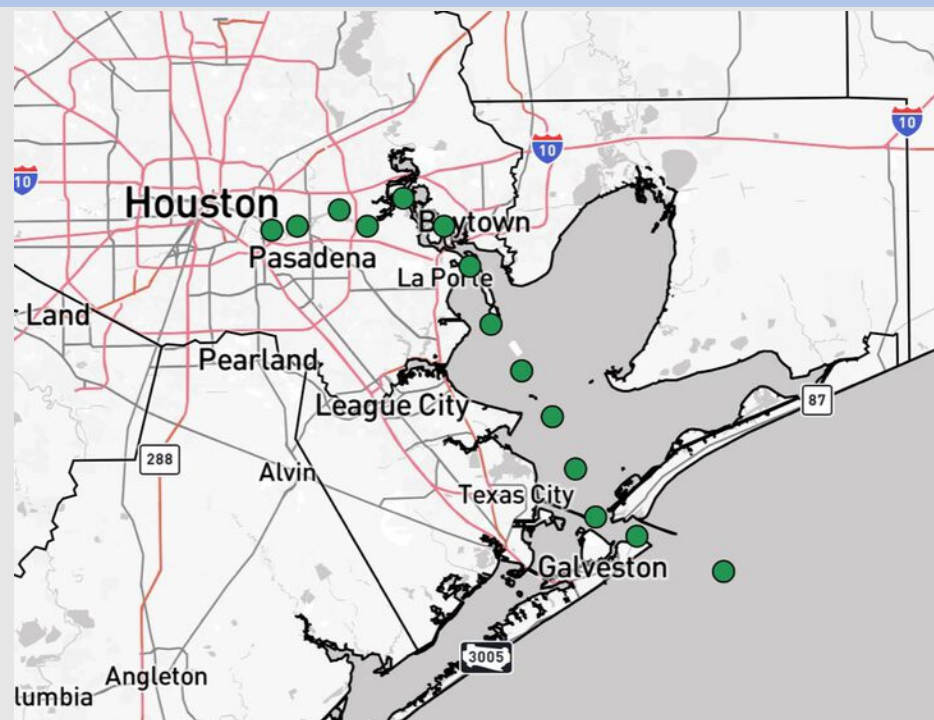 10
10
10
Houston
Baytown
Pasadena
La Porte
Land
Pearland
87
League City
288
Alvin
Texas City
Galveston
3005
Angleton
lumbia